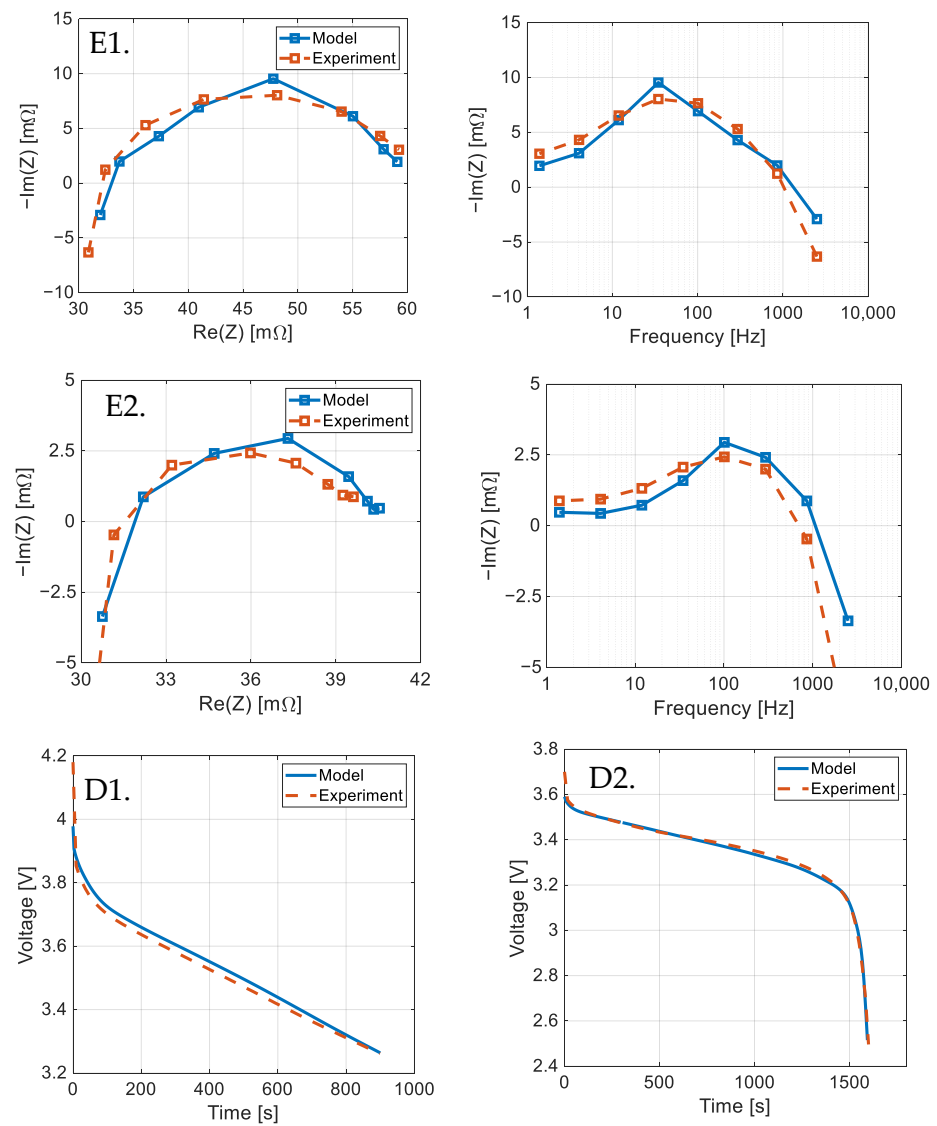 E1.
Model
Experiment
−Im(Z) [mΩ]
15
10
5
0
−5
−10
30 35 40 45 50 55 60
Re(Z) [mΩ]
−Im(Z) [mΩ]
15
10
5
0
−5
−10
1 10 100 1000 10,000
Frequency [Hz]
E2.
Model
Experiment
−Im(Z) [mΩ]
5
2.5
0
−2.5
−5
30 33 36 39 42
Re(Z) [mΩ]
−Im(Z) [mΩ]
5
2.5
0
−2.5
−5
1 10 100 1000 10,000
Frequency [Hz]
D1.
Model
Experiment
Voltage [V]
4.2
4
3.8
3.6
3.4
3.2
0 200 400 600 800 1000
Time [s]
D2.
Model
Experiment
Voltage [V]
3.8
3.6
3.4
3.2
3
2.8
2.6
2.4
0 500 1000 1500
Time [s]